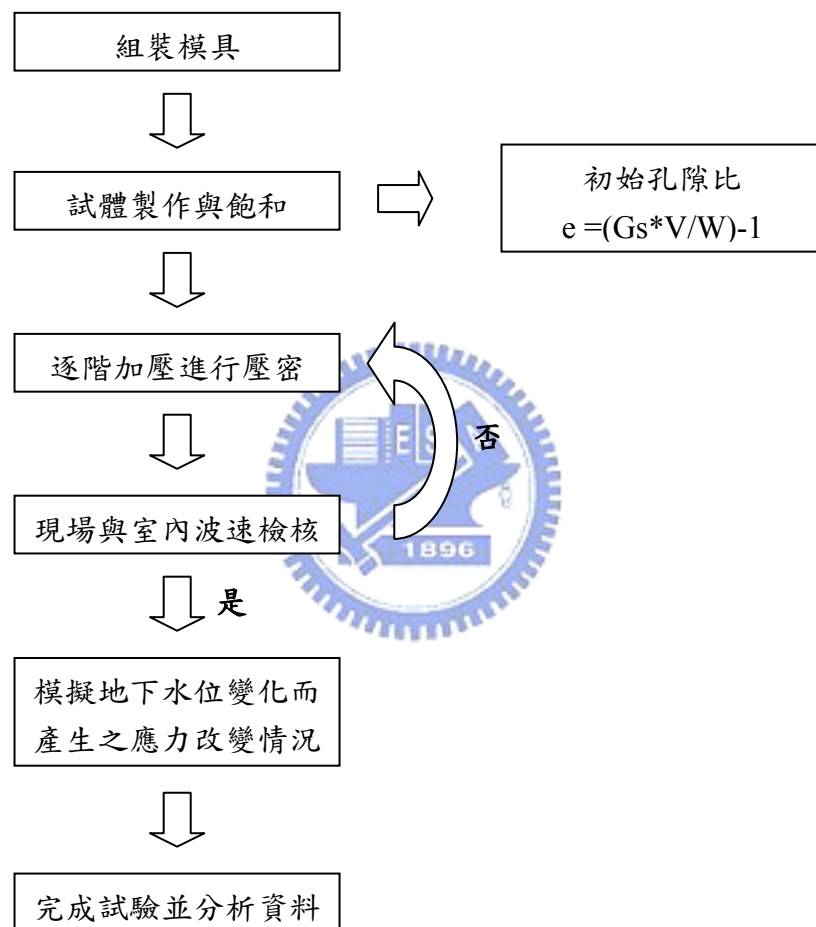 組裝模具
試體製作與飽和
初始孔隙比
e =(Gs*V/W)-1
逐階加壓進行壓密
否
現場與室內波速檢核
是
模擬地下水位變化而
產生之應力改變情況
完成試驗並分析資料
E S
1896